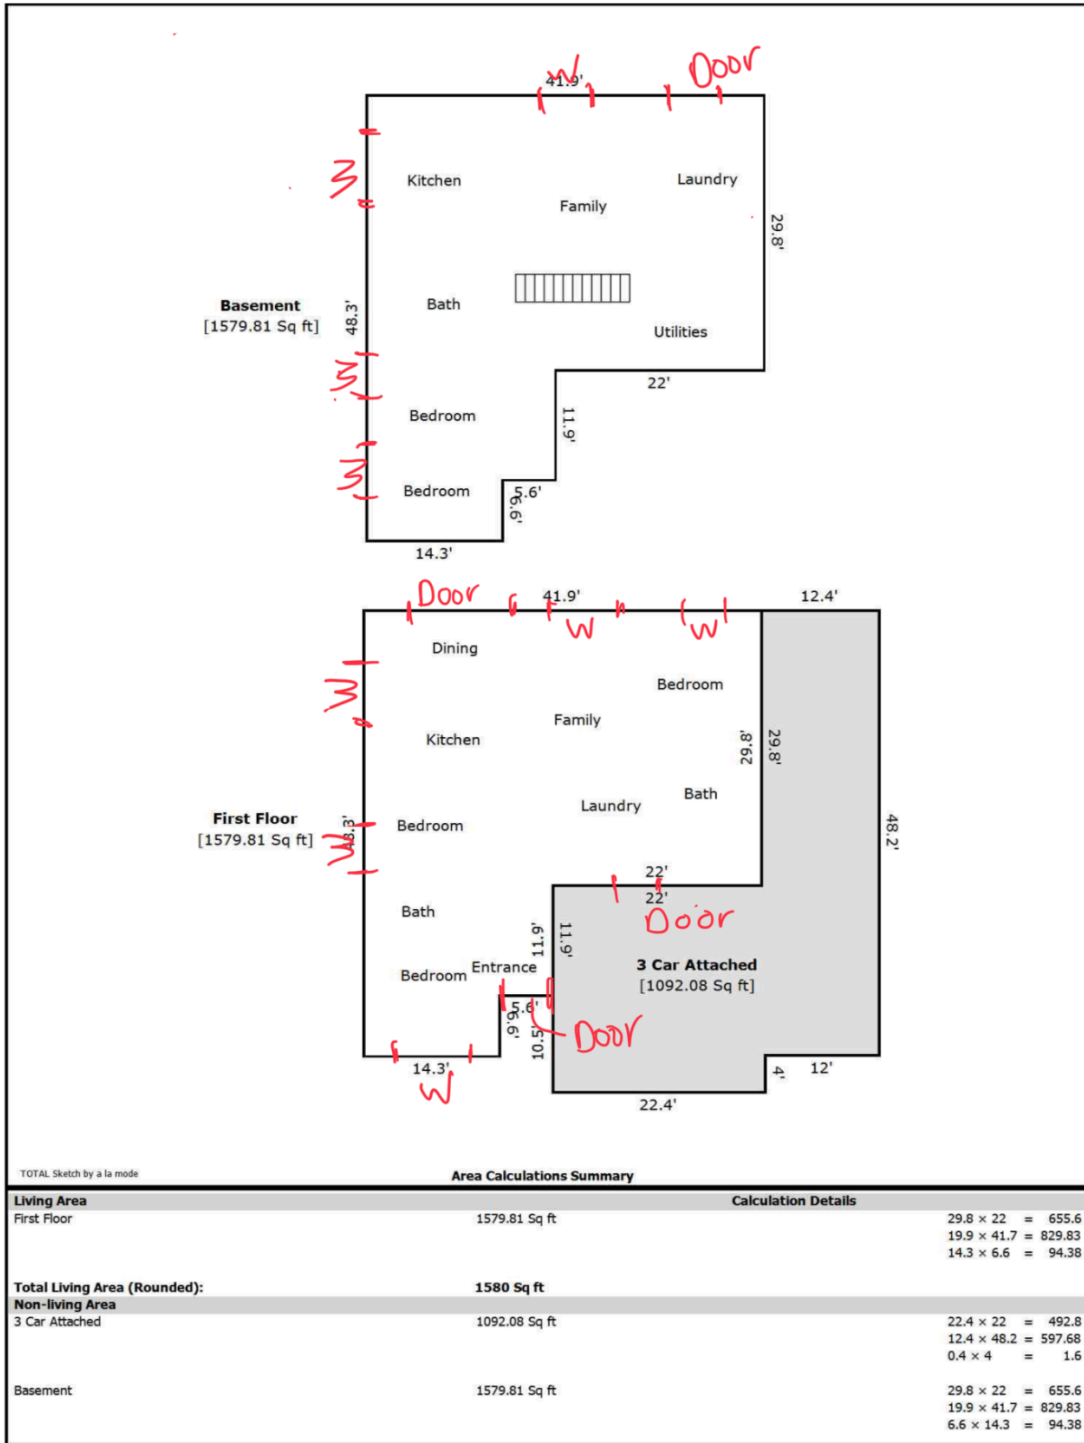 W
41.9'
Door
W
Kitchen
Laundry
Family
29.8'
Basement
[1579.81 Sq ft]
48.3'
Bath
Utilities
W
22'
Bedroom
11.9'
W
Bedroom
5.6'
6.6'
14.3'
Door
41.9'
12.4'
W
W
Dining
W
Bedroom
Family
Kitchen
29.8'
29.8'
Bath
Laundry
First Floor
[1579.81 Sq ft]
48.3'
W
Bedroom
48.2'
22'
22'
Door
Bath
11.9'
11.9'
3 Car Attached
[1092.08 Sq ft]
Entrance
Bedroom
5.6'
6.6'
10.5'
Door
14.3'
W
4'
12'
22.4'
TOTAL Sketch by a la mode
Area Calculations Summary
Living Area Calculation Details
First Floor 1579.81 Sq ft 29.8 × 22 = 655.6
19.9 × 41.7 = 829.83
14.3 × 6.6 = 94.38
Total Living Area (Rounded): 1580 Sq ft
Non-living Area
3 Car Attached 1092.08 Sq ft 22.4 × 22 = 492.8
12.4 × 48.2 = 597.68
0.4 × 4 = 1.6
Basement 1579.81 Sq ft 29.8 × 22 = 655.6
19.9 × 41.7 = 829.83
6.6 × 14.3 = 94.38